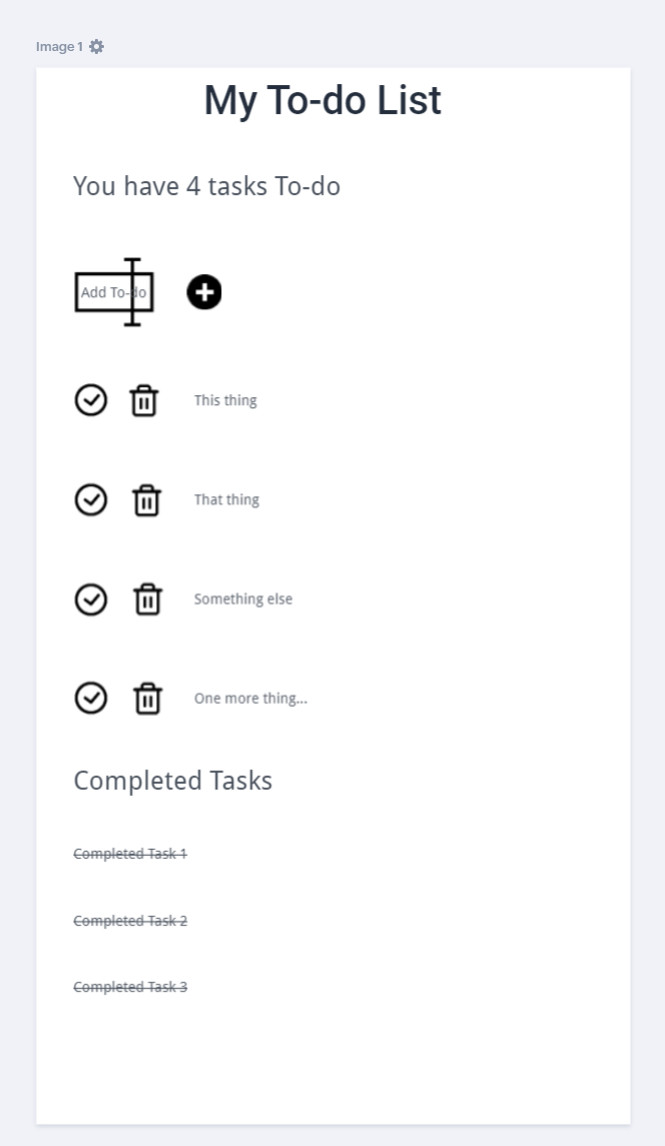 Image 1
My To-do List
You have 4 tasks To-do
Add To-do
This thing
That thing
Something else
One more thing...
Completed Tasks
Completed Task 1
Completed Task 2
Completed Task 3